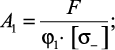 A₁ = F / φ₁· [σ₋] ;